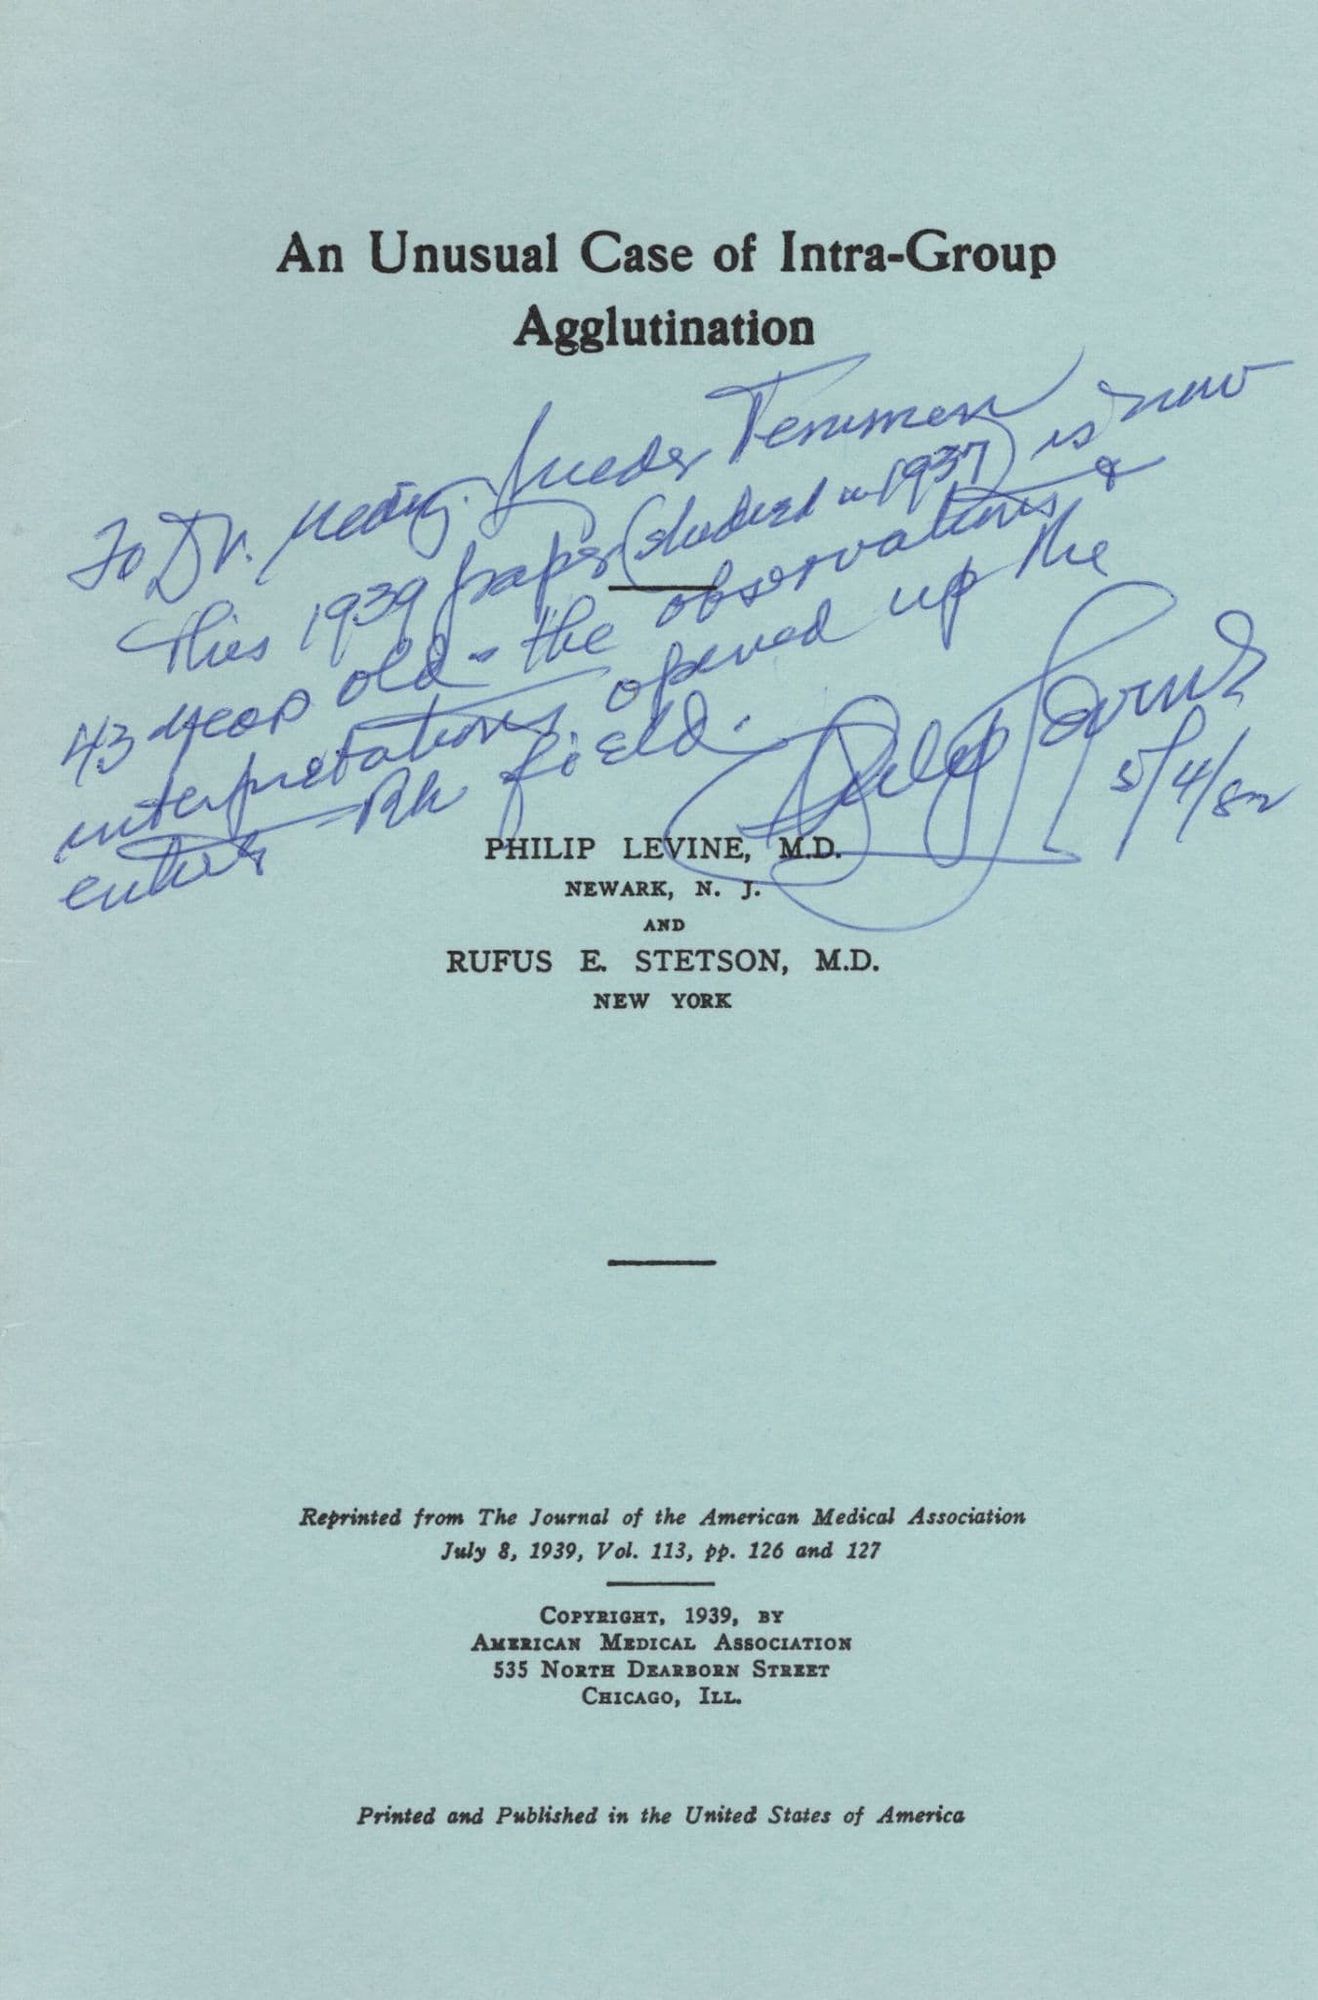 An Unusual Case of Intra-Group
Agglutination
To Dr. med.
this 1939 paper (studied in 1937) is now
43 year old - the observations &
interpretations opened up the
entire Rh field.
Philip Levine
5/4/82
PHILIP LEVINE, M.D.
NEWARK, N. J.
AND
RUFUS E. STETSON, M.D.
NEW YORK
Reprinted from The Journal of the American Medical Association
July 8, 1939, Vol. 113, pp. 126 and 127
COPYRIGHT, 1939, BY
AMERICAN MEDICAL ASSOCIATION
535 NORTH DEARBORN STREET
CHICAGO, ILL.
Printed and Published in the United States of America